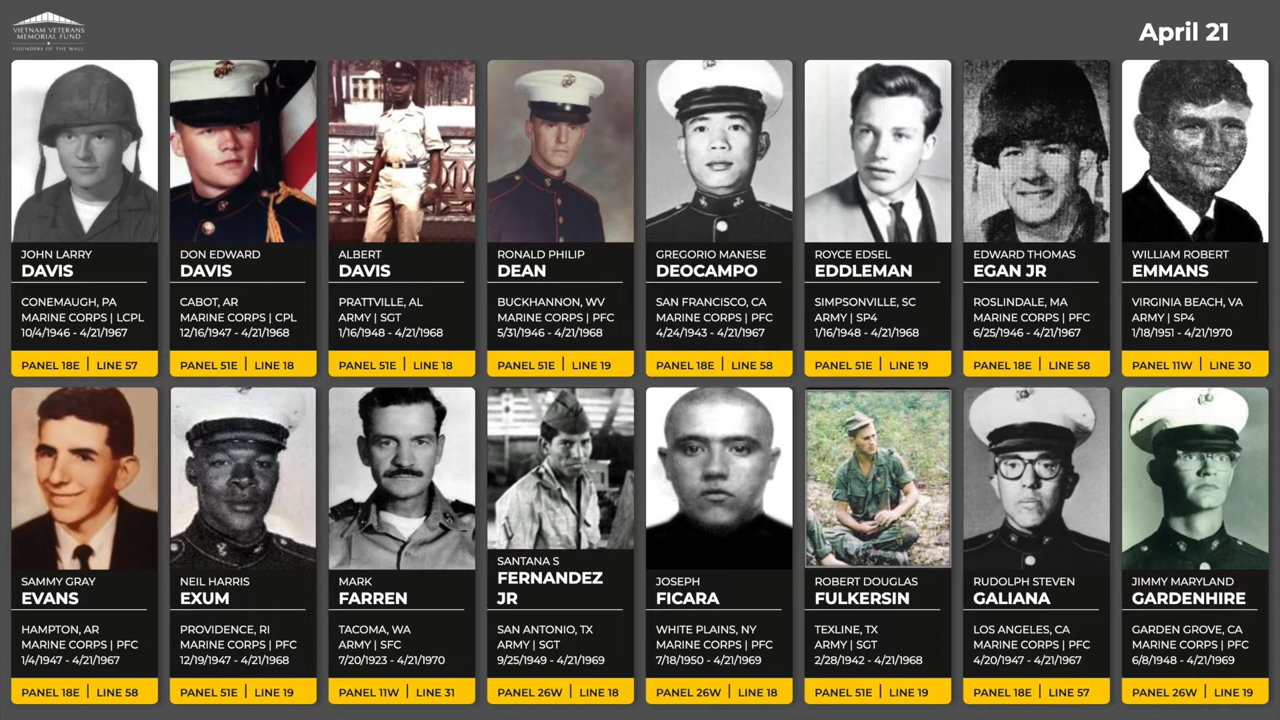 VIETNAM VETERANS
MEMORIAL FUND
FOUNDERS OF THE WALL
April 21
JOHN LARRY
DAVIS
CONEMAUGH, PA
MARINE CORPS | LCPL
10/4/1946 - 4/21/1967
PANEL 18E | LINE 57
DON EDWARD
DAVIS
CABOT, AR
MARINE CORPS | CPL
12/16/1947 - 4/21/1968
PANEL 51E | LINE 18
ALBERT
DAVIS
PRATTVILLE, AL
ARMY | SGT
1/16/1948 - 4/21/1968
PANEL 51E | LINE 18
RONALD PHILIP
DEAN
BUCKHANNON, WV
MARINE CORPS | PFC
5/31/1946 - 4/21/1968
PANEL 51E | LINE 19
GREGORIO MANESE
DEOCAMPO
SAN FRANCISCO, CA
MARINE CORPS | PFC
4/24/1943 - 4/21/1967
PANEL 18E | LINE 58
ROYCE EDSEL
EDDLEMAN
SIMPSONVILLE, SC
ARMY | SP4
1/16/1948 - 4/21/1968
PANEL 51E | LINE 19
EDWARD THOMAS
EGAN JR
ROSLINDALE, MA
MARINE CORPS | PFC
6/25/1946 - 4/21/1967
PANEL 18E | LINE 58
WILLIAM ROBERT
EMMANS
VIRGINIA BEACH, VA
ARMY | SP4
1/18/1951 - 4/21/1970
PANEL 11W | LINE 30
SAMMY GRAY
EVANS
HAMPTON, AR
MARINE CORPS | PFC
1/4/1947 - 4/21/1967
PANEL 18E | LINE 58
NEIL HARRIS
EXUM
PROVIDENCE, RI
MARINE CORPS | PFC
12/19/1947 - 4/21/1968
PANEL 51E | LINE 19
MARK
FARREN
TACOMA, WA
ARMY | SFC
7/20/1923 - 4/21/1970
PANEL 11W | LINE 31
SANTANA S
FERNANDEZ
JR
SAN ANTONIO, TX
ARMY | SGT
9/25/1949 - 4/21/1969
PANEL 26W | LINE 18
JOSEPH
FICARA
WHITE PLAINS, NY
MARINE CORPS | PFC
7/18/1950 - 4/21/1969
PANEL 26W | LINE 18
ROBERT DOUGLAS
FULKERSIN
TEXLINE, TX
ARMY | SGT
2/28/1942 - 4/21/1968
PANEL 51E | LINE 19
RUDOLPH STEVEN
GALIANA
LOS ANGELES, CA
MARINE CORPS | PFC
4/20/1947 - 4/21/1967
PANEL 18E | LINE 57
JIMMY MARYLAND
GARDENHIRE
GARDEN GROVE, CA
MARINE CORPS | PFC
6/8/1948 - 4/21/1969
PANEL 26W | LINE 19